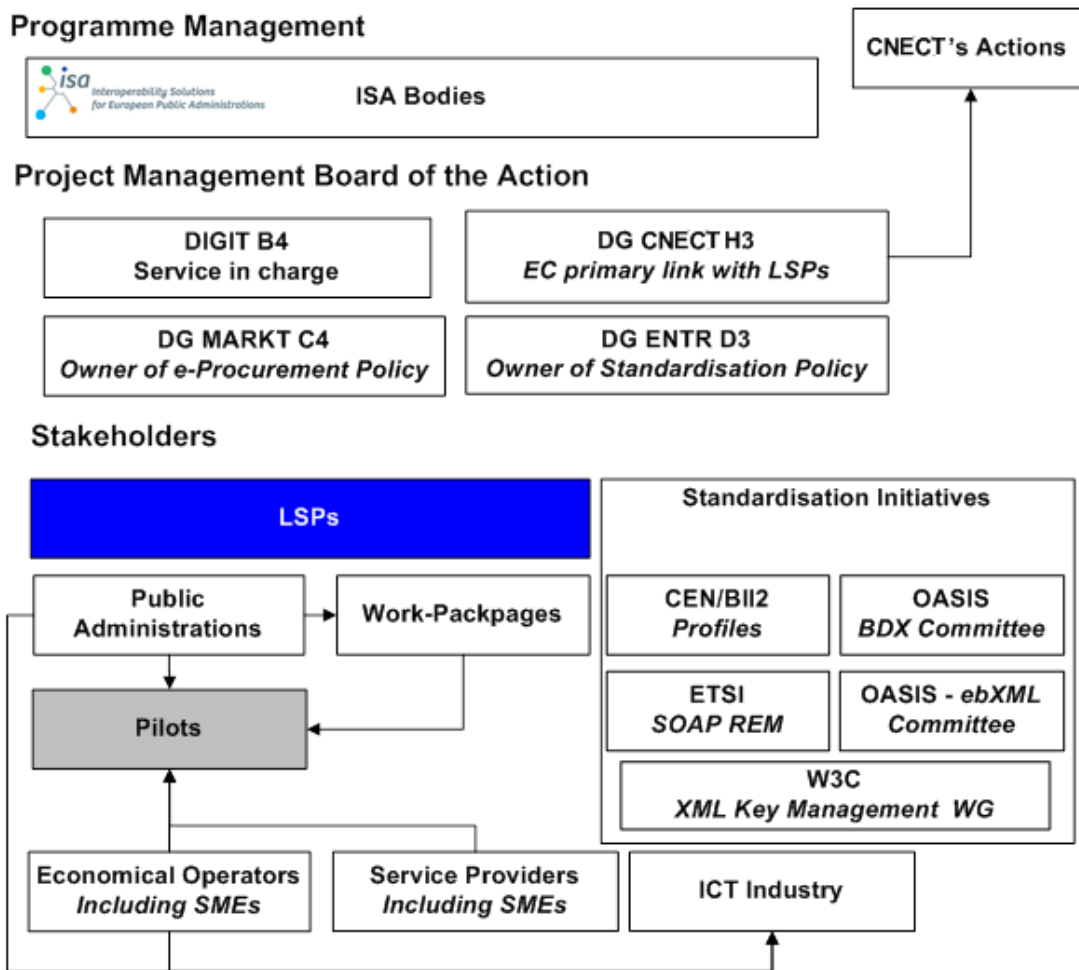 Programme Management
CNECT's Actions
isa
Interoperability Solutions
for European Public Administrations
ISA Bodies
Project Management Board of the Action
DIGIT B4
Service in charge
DG CNECT H3
EC primary link with LSPs
DG MARKT C4
Owner of e-Procurement Policy
DG ENTR D3
Owner of Standardisation Policy
Stakeholders
LSPs
Standardisation Initiatives
Public
Administrations
Work-Packpages
CEN/BII2
Profiles
OASIS
BDX Committee
Pilots
ETSI
SOAP REM
OASIS - ebXML
Committee
W3C
XML Key Management WG
Economical Operators
Including SMEs
Service Providers
Including SMEs
ICT Industry